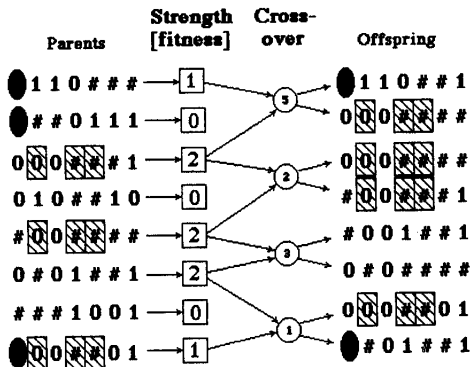 Strength Cross-
Parents [fitness] over Offspring
1 1 0 # # # 1 1 1 0 # # 1
5
# # 0 1 1 1 0 0 0 0 # # # #
0 0 0 # # # 1 2 0 0 0 # # # #
2
0 1 0 # # 1 0 0 # 0 0 # # # 1
# 0 0 # # # # 2 # 0 0 1 # # 1
3
0 # 0 1 # # 1 2 0 # 0 # # # #
# # # 1 0 0 1 0 0 0 0 # # 0 1
1
0 0 # # 0 1 1 # 0 1 # # 1